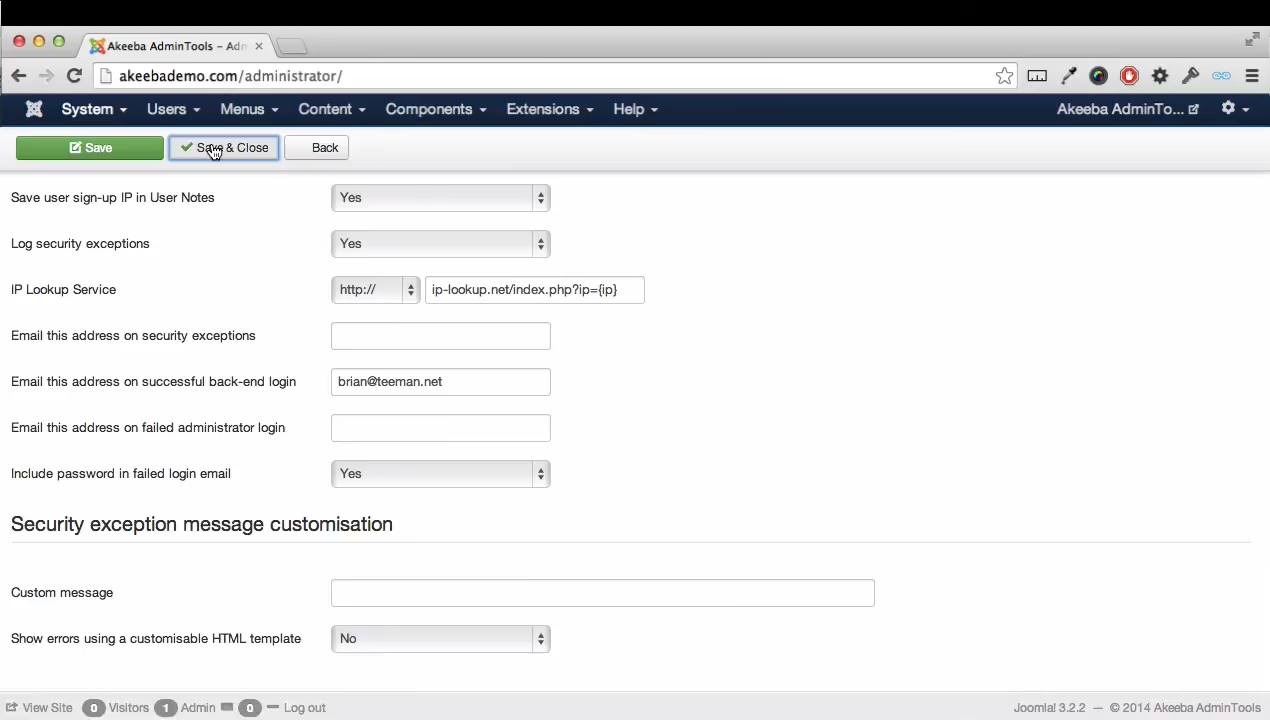 Akeeba AdminTools – Adm
akeebademo.com/administrator/
System Users Menus Content Components Extensions Help Akeeba AdminTo...
Save Save & Close Back
Save user sign-up IP in User Notes Yes
Log security exceptions Yes
IP Lookup Service http:// ip-lookup.net/index.php?ip={ip}
Email this address on security exceptions
Email this address on successful back-end login brian@teeman.net
Email this address on failed administrator login
Include password in failed login email Yes
Security exception message customisation
Custom message
Show errors using a customisable HTML template No
View Site 0 Visitors 1 Admin 0 Log out Joomla! 3.2.2 — © 2014 Akeeba AdminTools